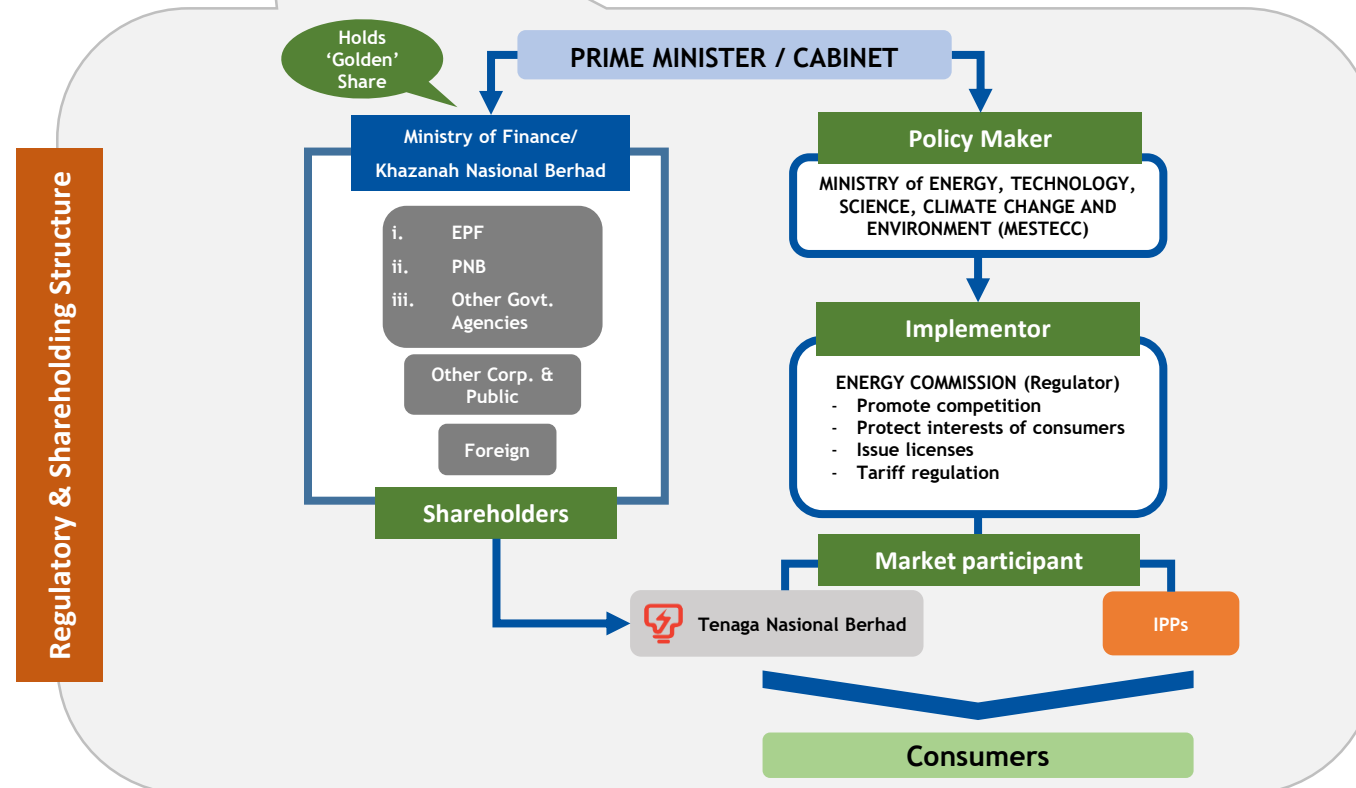 Regulatory & Shareholding Structure
PRIME MINISTER / CABINET
Holds
‘Golden’
Share
Ministry of Finance/
Khazanah Nasional Berhad
i. EPF
ii. PNB
iii. Other Govt.
Agencies
Other Corp. &
Public
Foreign
Shareholders
Policy Maker
MINISTRY of ENERGY, TECHNOLOGY,
SCIENCE, CLIMATE CHANGE AND
ENVIRONMENT (MESTECC)
Implementor
ENERGY COMMISSION (Regulator)
- Promote competition
- Protect interests of consumers
- Issue licenses
- Tariff regulation
Market participant
Tenaga Nasional Berhad
IPPs
Consumers